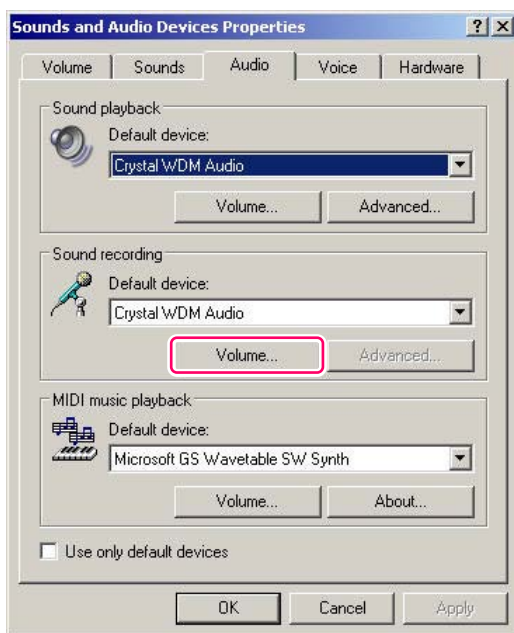 Sounds and Audio Devices Properties
Volume Sounds Audio Voice Hardware
Sound playback
Default device:
Crystal WDM Audio
Volume... Advanced...
Sound recording
Default device:
Crystal WDM Audio
Volume... Advanced...
MIDI music playback
Default device:
Microsoft GS Wavetable SW Synth
Volume... About...
Use only default devices
OK Cancel Apply